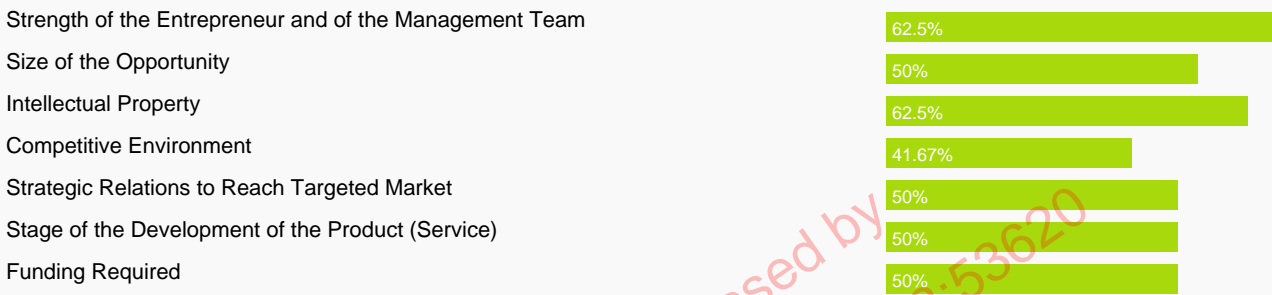 Strength of the Entrepreneur and of the Management Team 62.5%
Size of the Opportunity 50%
Intellectual Property 62.5%
Competitive Environment 41.67%
Strategic Relations to Reach Targeted Market 50%
Stage of the Development of the Product (Service) 50%
Funding Required 50%